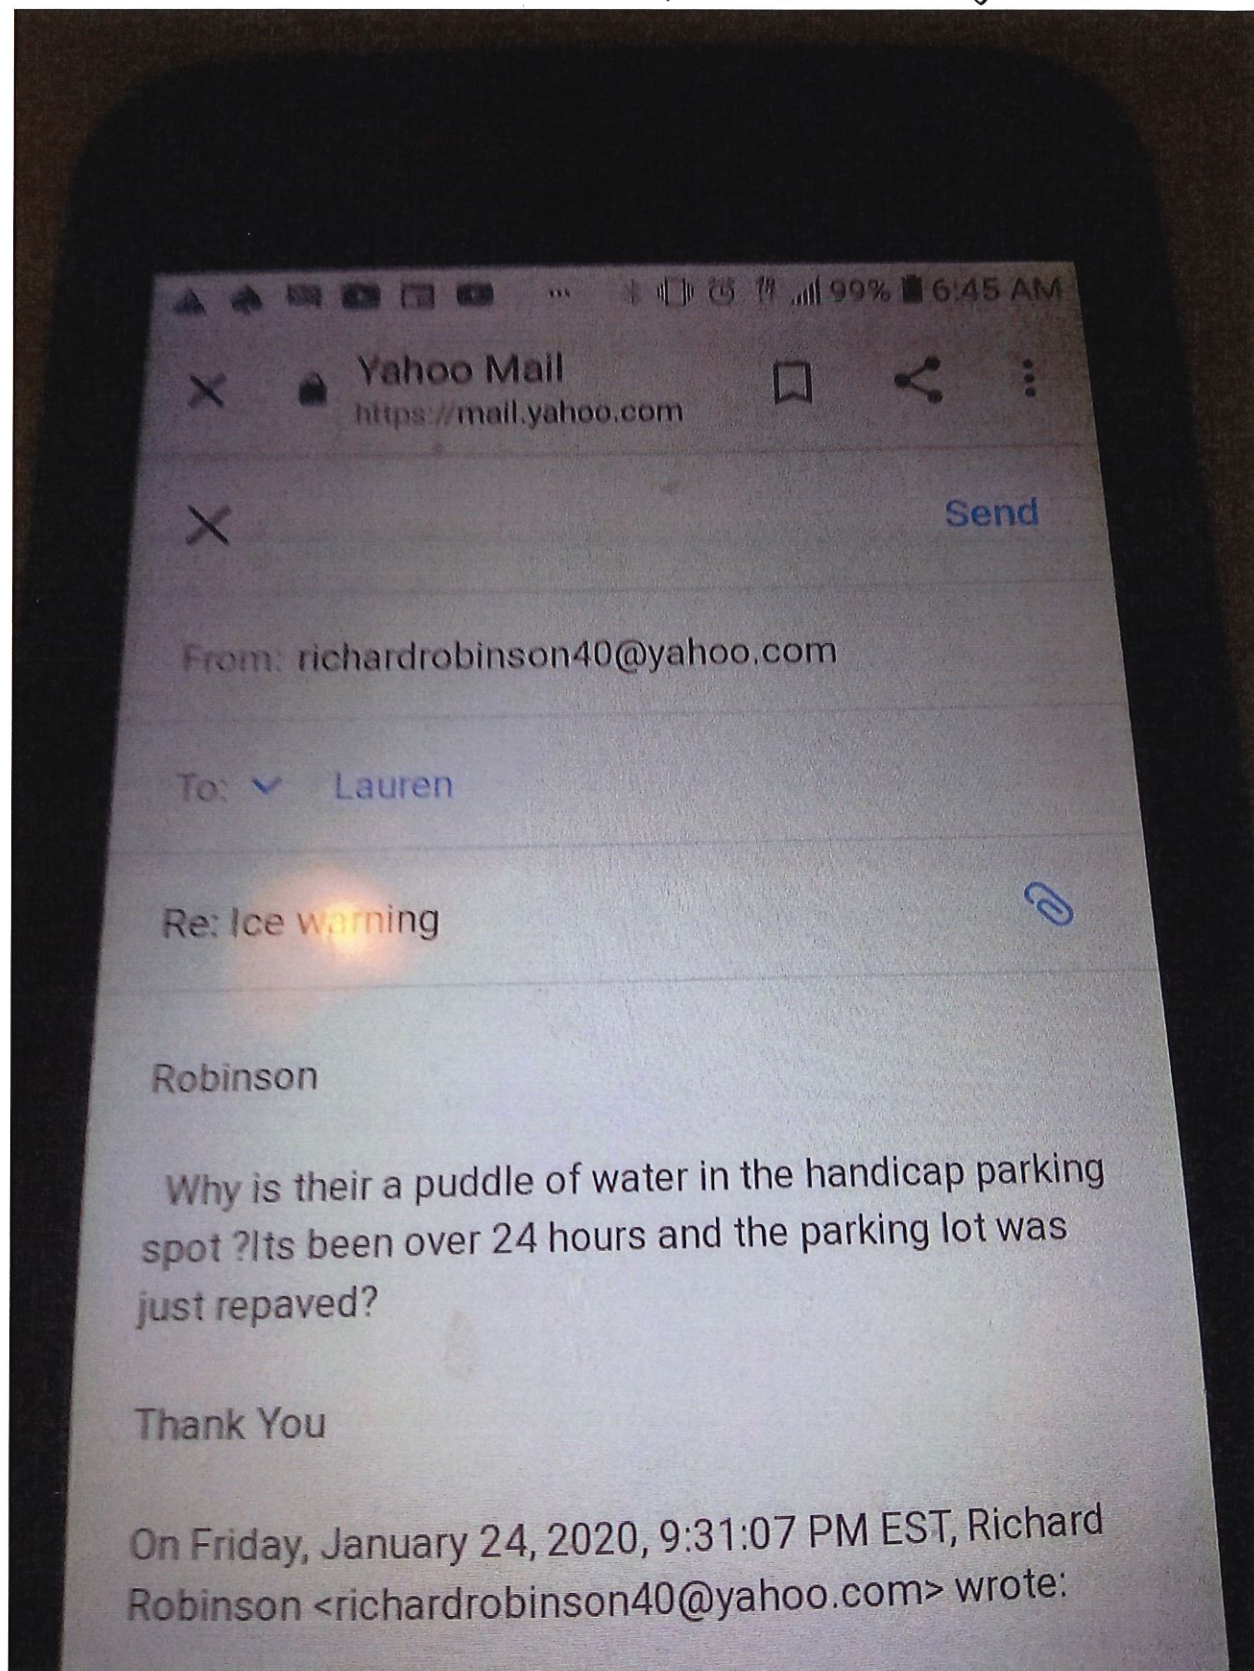 99% 6:45 AM
Yahoo Mail
https://mail.yahoo.com
Send
From: richardrobinson40@yahoo.com
To: Lauren
Re: Ice warning
Robinson
Why is their a puddle of water in the handicap parking
spot ?Its been over 24 hours and the parking lot was
just repaved?
Thank You
On Friday, January 24, 2020, 9:31:07 PM EST, Richard
Robinson <richardrobinson40@yahoo.com> wrote: